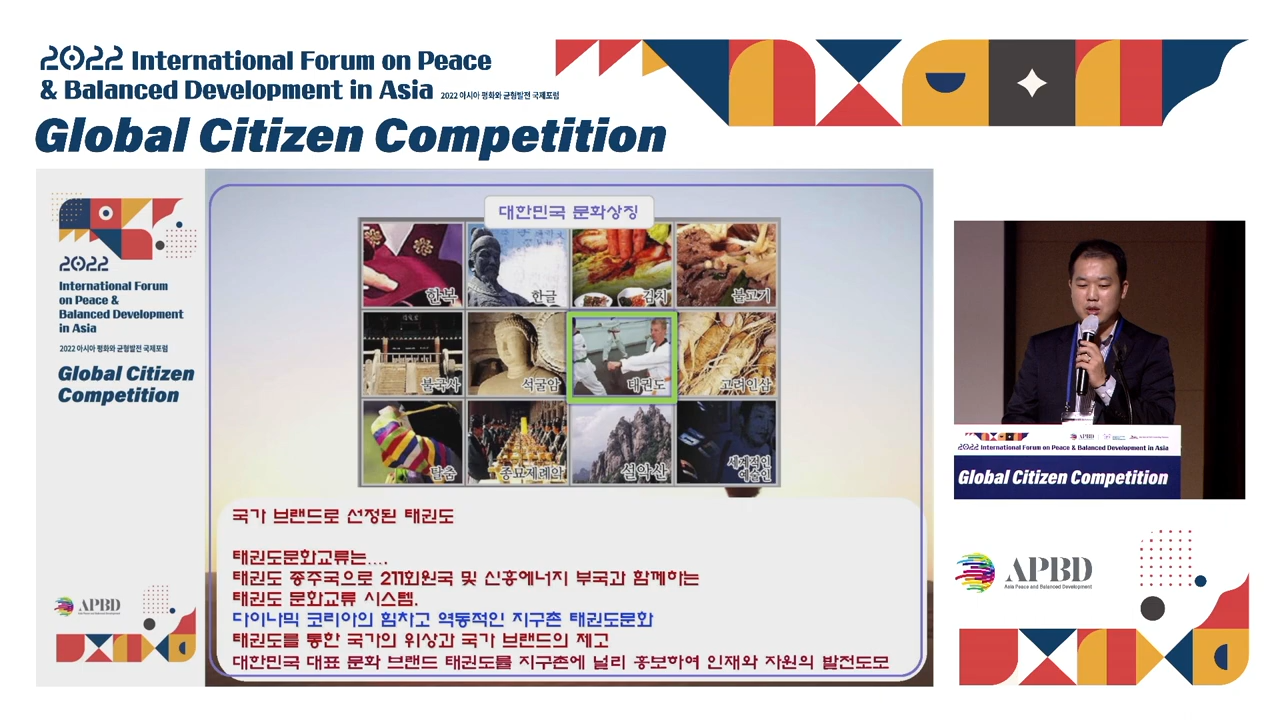 2022 International Forum on Peace
& Balanced Development in Asia 2022 아시아 평화와 균형발전 국제포럼
Global Citizen Competition
2022
International Forum
on Peace &
Balanced Development
in Asia
2022 아시아 평화와 균형발전 국제포럼
Global Citizen
Competition
APBD
대한민국 문화상징
한복 한글 김치 불고기
불국사 석굴암 태권도 고려인삼
탈춤 종묘제례악 설악산 세계적인
예술인
국가 브랜드로 선정된 태권도
태권도문화교류는....
태권도 종주국으로 211회원국 및 신흥에너지 부국과 함께하는
태권도 문화교류 시스템.
다이나믹 코리아의 힘차고 역동적인 지구촌 태권도문화
태권도를 통한 국가의 위상과 국가 브랜드의 제고
대한민국 대표 문화 브랜드 태권도를 지구촌에 널리 홍보하여 인재와 자원의 발전도모
APBD
2022 International Forum on Peace & Balanced Development in Asia
Global Citizen Competition
APBD
Asia Peace and Balanced Development